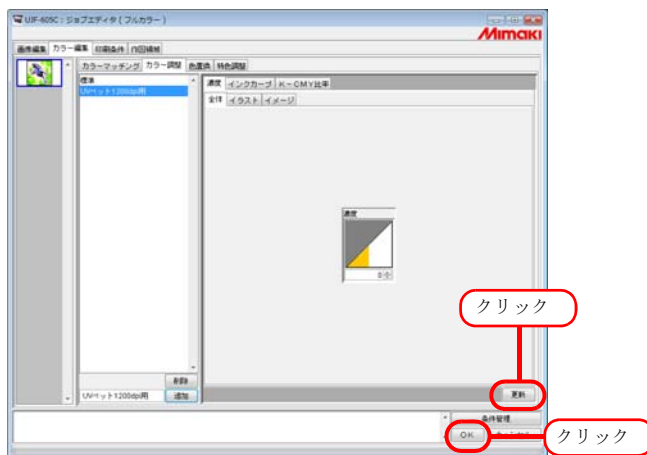 UJF-605C : ジョブエディタ ( フルカラー )
Mimaki
画像編集 カラー編集 印刷条件 作図領域
カラーマッチング カラー調整 色置換 特色調整
標準
UVベット1200dpi用
濃度 インクカーブ K-CMY比率
全体 イラスト イメージ
濃度
0
クリック
削除
UVベット1200dpi用 追加
更新
条件管理
OK
クリック